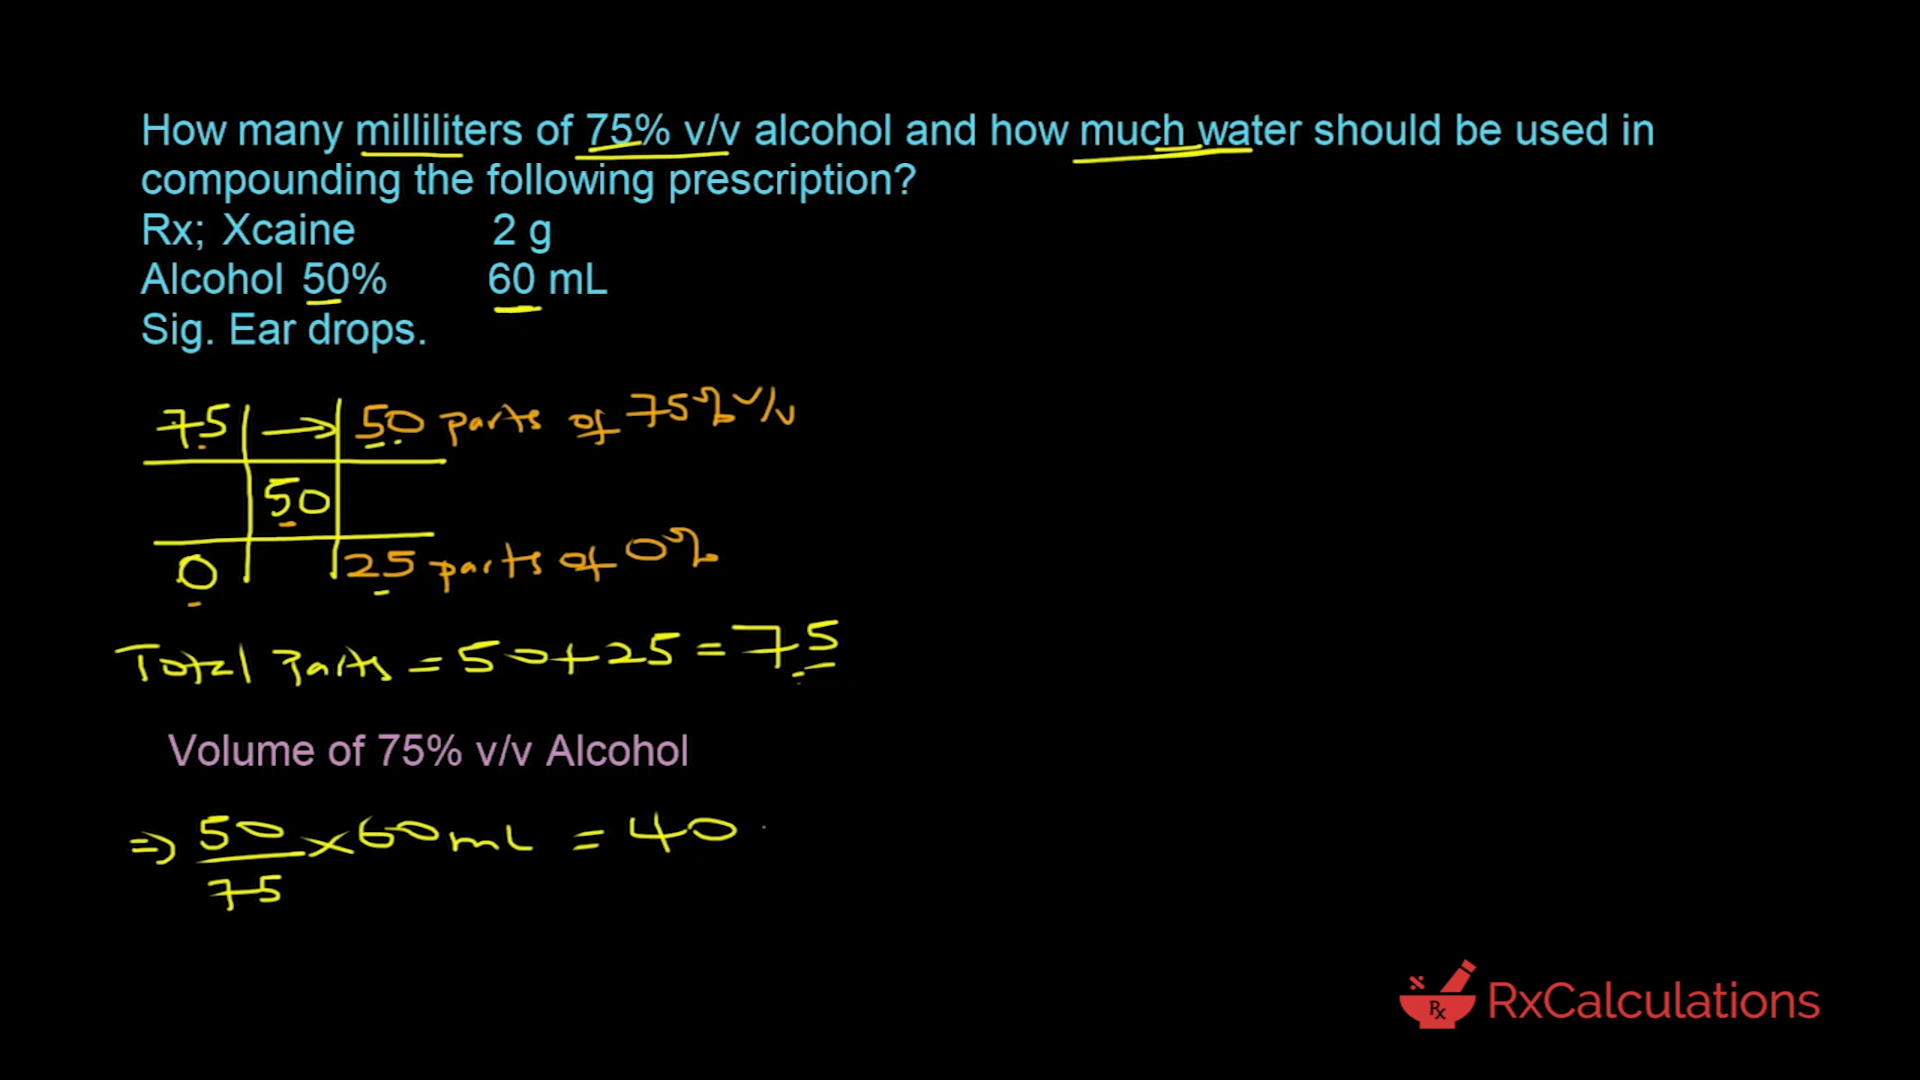 How many milliliters of 75% v/v alcohol and how much water should be used in
compounding the following prescription?
Rx; Xcaine 2 g
Alcohol 50% 60 mL
Sig. Ear drops.
75 → 50 parts of 75% v/v
50
0 25 parts of 0%
Total Parts = 50+25 = 75
Volume of 75% v/v Alcohol
⇒ 50/75 × 60 mL = 40
Rx RxCalculations